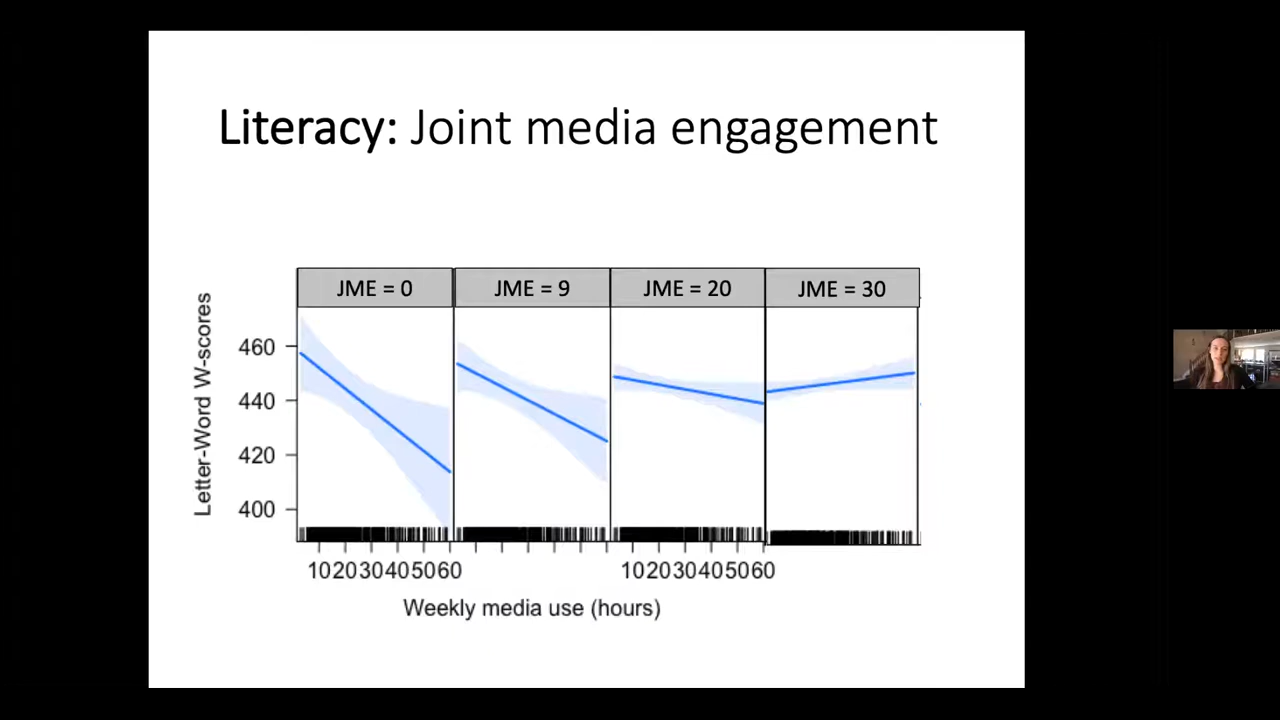 Literacy: Joint media engagement
JME = 0 JME = 9 JME = 20 JME = 30
Letter-Word W-scores
460
440
420
400
102030405060 102030405060
Weekly media use (hours)